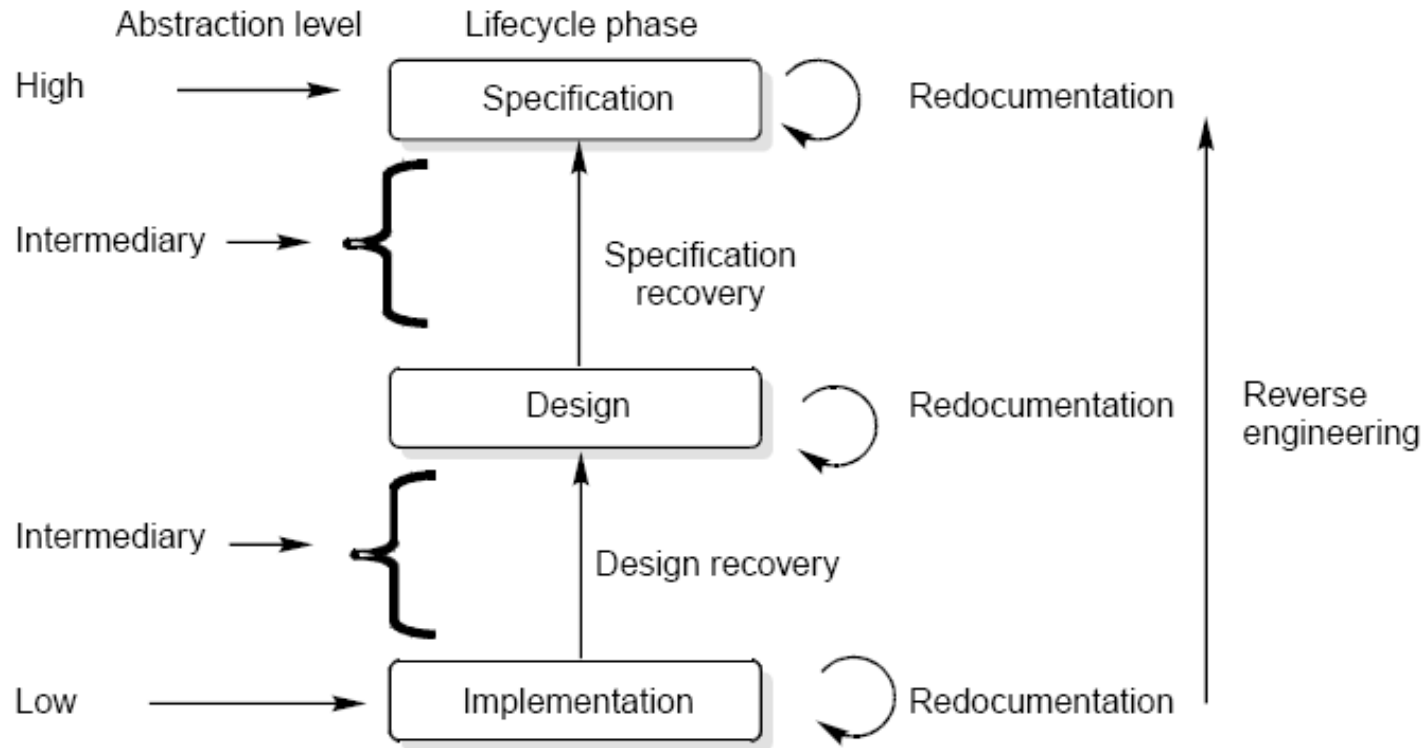 Abstraction level Lifecycle phase
High
Specification
Redocumentation
Intermediary
Specification
recovery
Design
Redocumentation
Reverse
engineering
Intermediary
Design recovery
Low
Implementation
Redocumentation